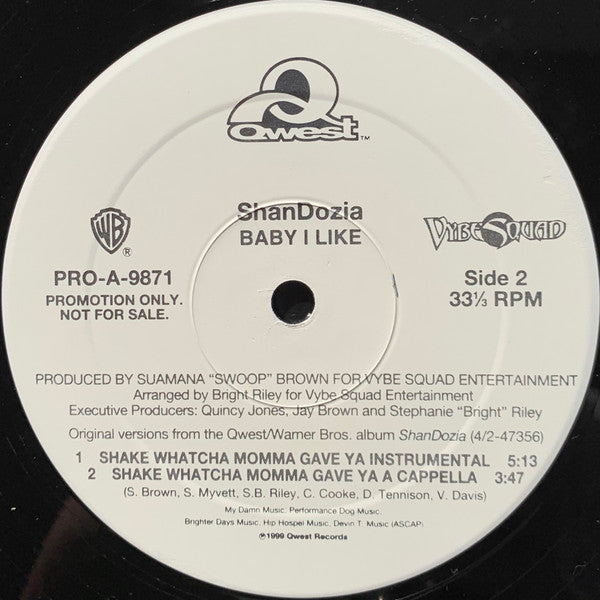 Qwest™
ShanDozia
BABY I LIKE
WB®
VYBE SQUAD
PRO-A-9871
PROMOTION ONLY.
NOT FOR SALE.
Side 2
33⅓ RPM
PRODUCED BY SUAMANA "SWOOP" BROWN FOR VYBE SQUAD ENTERTAINMENT
Arranged by Bright Riley for Vybe Squad Entertainment
Executive Producers: Quincy Jones, Jay Brown and Stephanie "Bright" Riley
Original versions from the Qwest/Warner Bros. album ShanDozia (4/2-47356)
1 SHAKE WHATCHA MOMMA GAVE YA INSTRUMENTAL 5:13
2 SHAKE WHATCHA MOMMA GAVE YA A CAPPELLA 3:47
(S. Brown, S. Myvett, S.B. Riley, C. Cooke, D. Tennison, V. Davis)
My Damn Music. Performance Dog Music.
Brighter Days Music, Hip Hospel Music, Devin T. Music (ASCAP)
℗©1999 Qwest Records